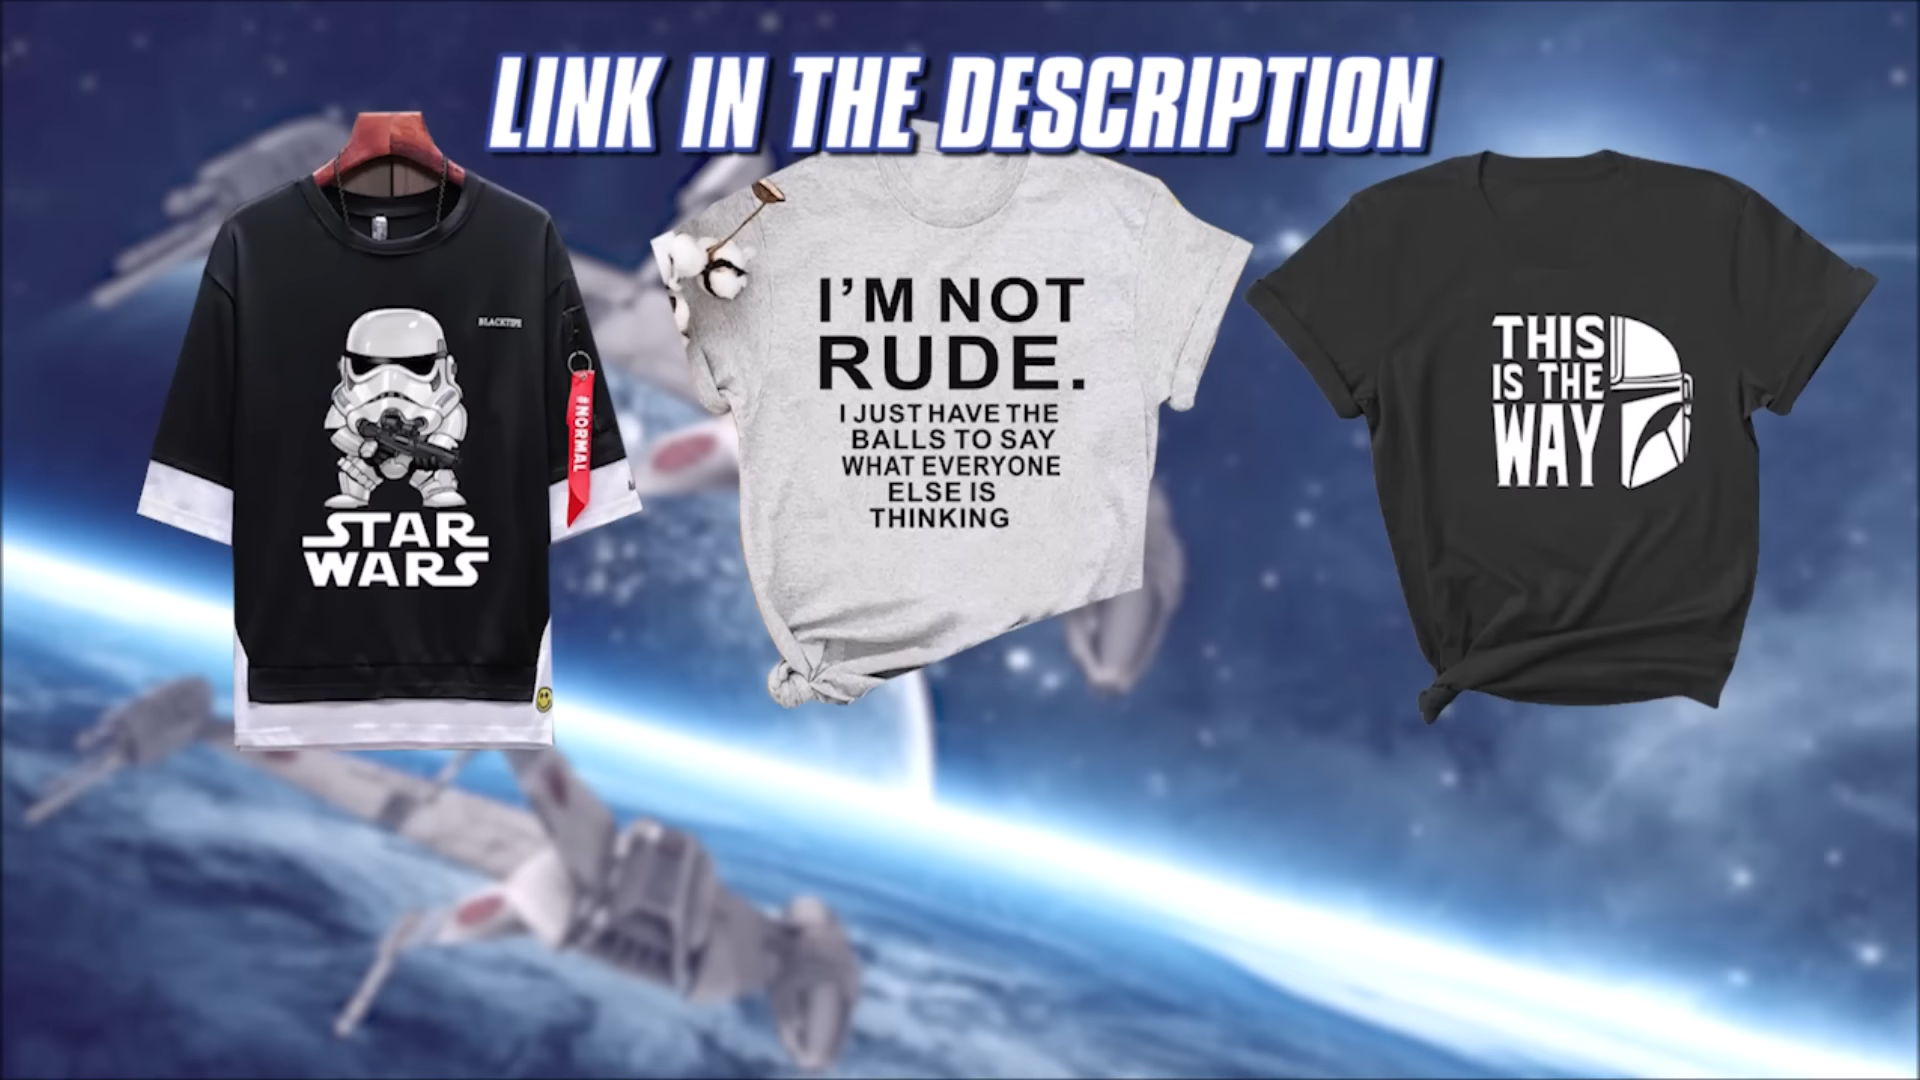 LINK IN THE DESCRIPTION
BLACKTIPE
#NORMAL
STAR
WARS
I'M NOT
RUDE.
I JUST HAVE THE
BALLS TO SAY
WHAT EVERYONE
ELSE IS
THINKING
THIS
IS THE
WAY